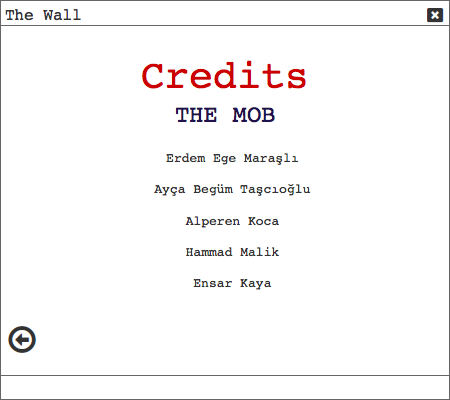 The Wall
Credits
THE MOB
Erdem Ege Maraşlı
Ayça Begüm Taşcıoğlu
Alperen Koca
Hammad Malik
Ensar Kaya